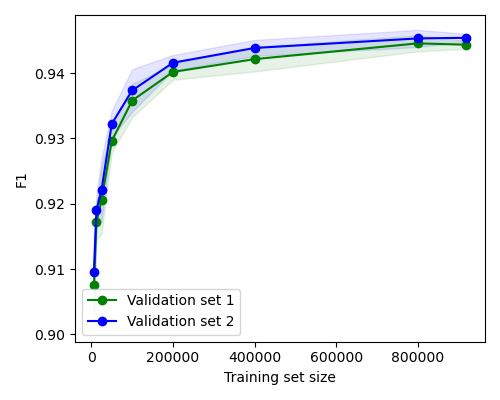 0.94
0.93
0.92
0.91
0.90
F1
Validation set 1
Validation set 2
0
200000
400000
600000
800000
Training set size